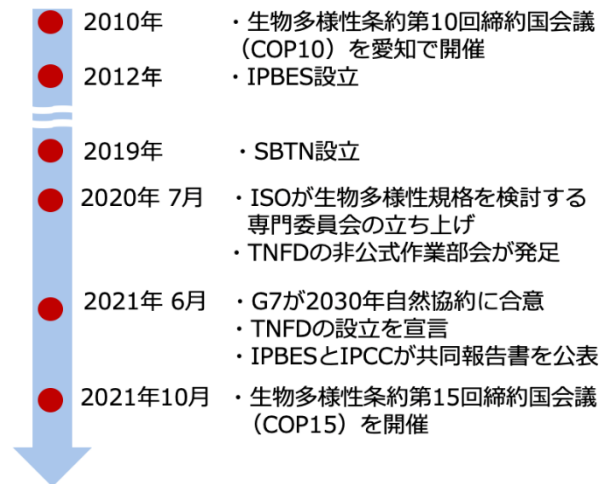 2010年 ・生物多様性条約第10回締約国会議
（COP10）を愛知で開催
2012年 ・IPBES設立
2019年 ・SBTN設立
2020年 7月 ・ISOが生物多様性規格を検討する
専門委員会の立ち上げ
・TNFDの非公式作業部会が発足
2021年 6月 ・G7が2030年自然協約に合意
・TNFDの設立を宣言
・IPBESとIPCCが共同報告書を公表
2021年10月 ・生物多様性条約第15回締約国会議
（COP15）を開催